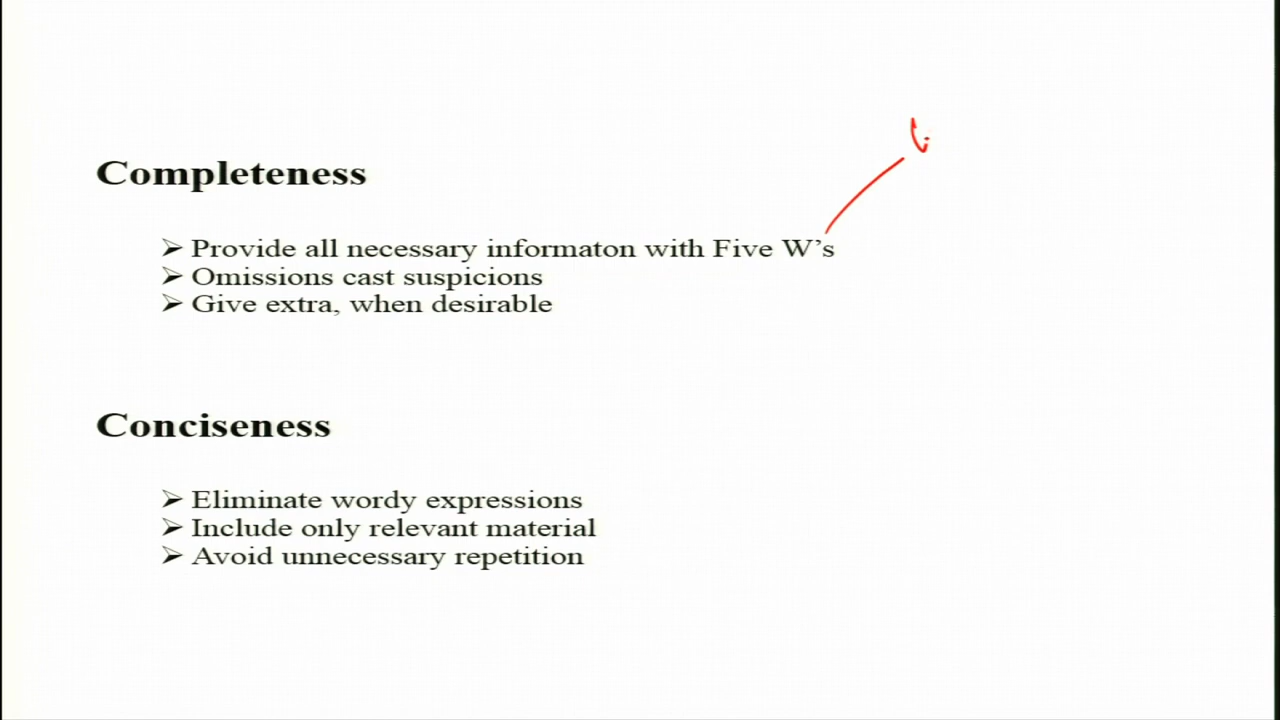 Completeness
➢ Provide all necessary informaton with Five W’s
➢ Omissions cast suspicions
➢ Give extra, when desirable
Conciseness
➢ Eliminate wordy expressions
➢ Include only relevant material
➢ Avoid unnecessary repetition